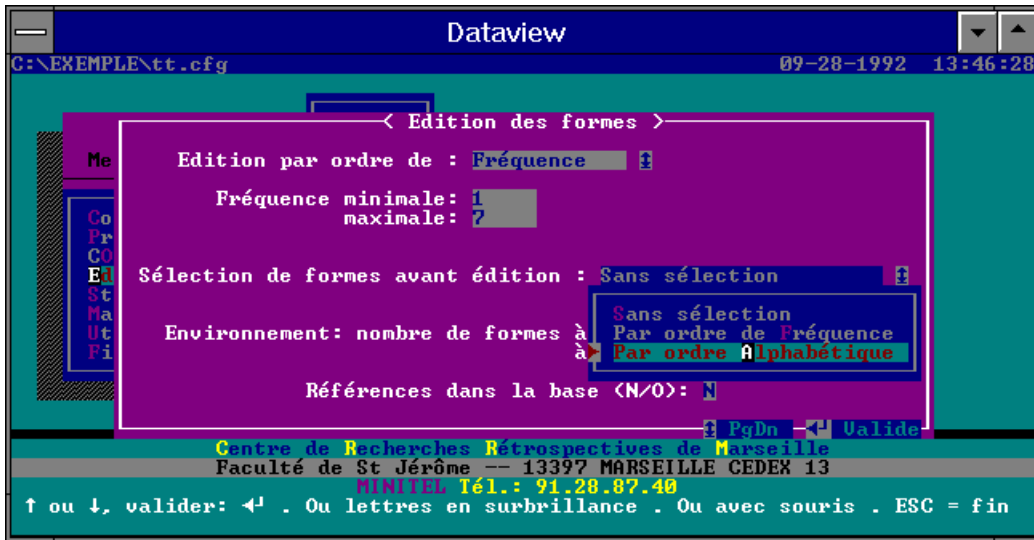 Dataview
C:\EXEMPLE\tt.cfg 09-28-1992 13:46:28
< Edition des formes >
Me
Edition par ordre de : Fréquence
Fréquence minimale: 1
maximale: 7
Co
Pr
CO
Ed
St
Ma
Ut
Fi
Sélection de formes avant édition : Sans sélection
Sans sélection
Par ordre de Fréquence
Par ordre Alphabétique
Environnement: nombre de formes à
à
Références dans la base (N/O): N
PgDn Valide
Centre de Recherches Rétrospectives de Marseille
Faculté de St Jérôme -- 13397 MARSEILLE CEDEX 13
MINITEL Tél.: 91.28.87.40
↑ ou ↓, valider: ◄┘ . Ou lettres en surbrillance . Ou avec souris . ESC = fin